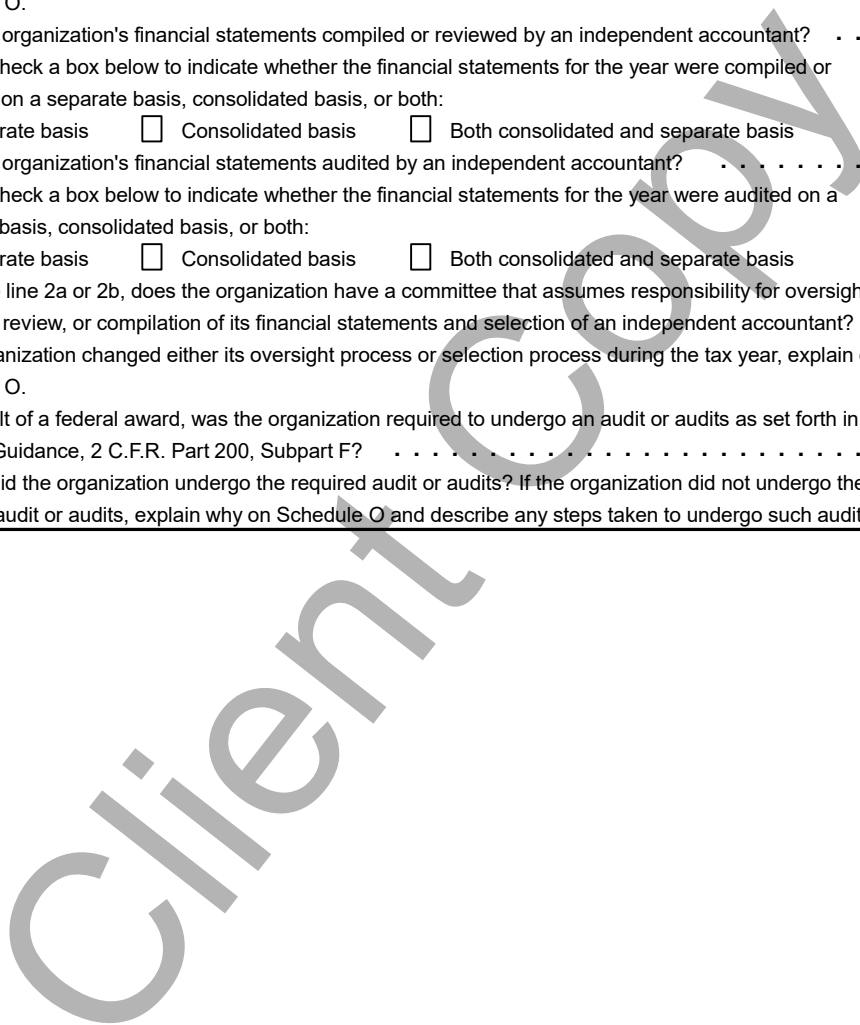 O.
organization's financial statements compiled or reviewed by an independent accountant? . .
heck a box below to indicate whether the financial statements for the year were compiled or
on a separate basis, consolidated basis, or both:
rate basis Consolidated basis Both consolidated and separate basis
organization's financial statements audited by an independent accountant? . . . . . . . .
heck a box below to indicate whether the financial statements for the year were audited on a
basis, consolidated basis, or both:
rate basis Consolidated basis Both consolidated and separate basis
line 2a or 2b, does the organization have a committee that assumes responsibility for oversigh
review, or compilation of its financial statements and selection of an independent accountant?
anization changed either its oversight process or selection process during the tax year, explain
O.
lt of a federal award, was the organization required to undergo an audit or audits as set forth in
Guidance, 2 C.F.R. Part 200, Subpart F? . . . . . . . . . . . . . . . . . . . . . . . . .
id the organization undergo the required audit or audits? If the organization did not undergo the
audit or audits, explain why on Schedule O and describe any steps taken to undergo such audit
Client Copy